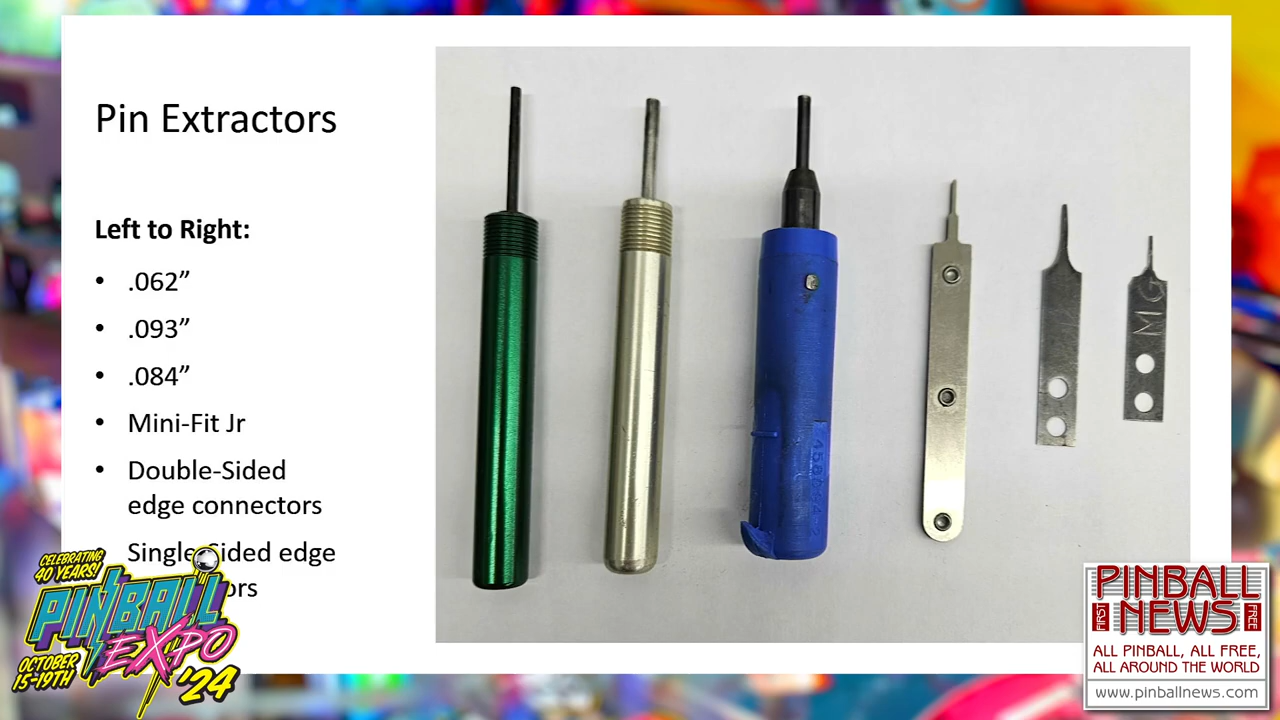 Pin Extractors
Left to Right:
• .062”
• .093”
• .084”
• Mini-Fit Jr
• Double-Sided
edge connectors
Single-Sided edge
ors
MG
CELEBRATING
40 YEARS!
PINBALL
EXPO
OCTOBER
15-19TH
'24
PINBALL
FIRST NEWS FREE
ALL PINBALL, ALL FREE,
ALL AROUND THE WORLD
www.pinballnews.com